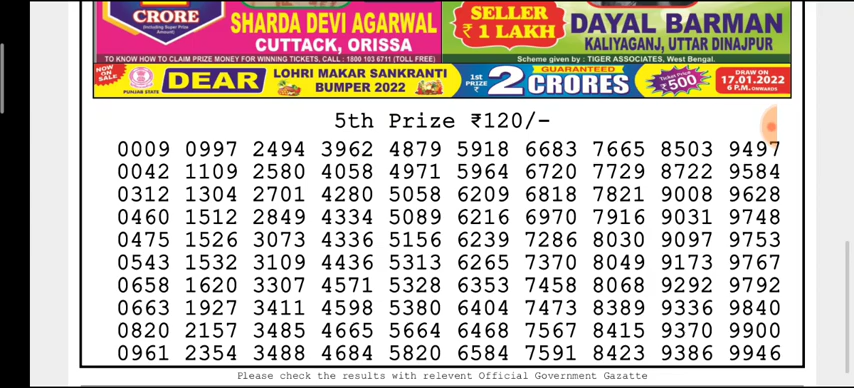 CRORE
(Including Super Prize Amount)
SHARDA DEVI AGARWAL
CUTTACK, ORISSA
SELLER
₹ 1 LAKH
DAYAL BARMAN
KALIYAGANJ, UTTAR DINAJPUR
TO KNOW HOW TO CLAIM PRIZE MONEY FOR WINNING TICKETS, CALL : 1800 103 6711 (TOLL FREE)
Scheme given by : TIGER ASSOCIATES, West Bengal.
NOW ON SALE
PUNJAB STATE
DEAR
LOHRI MAKAR SANKRANTI
BUMPER 2022
1st PRIZE ₹
2
GUARANTEED
CRORES
Ticket Price
₹500
DRAW ON
17.01.2022
6 P.M. ONWARDS
5th Prize ₹120/-
0009 0997 2494 3962 4879 5918 6683 7665 8503 9497
0042 1109 2580 4058 4971 5964 6720 7729 8722 9584
0312 1304 2701 4280 5058 6209 6818 7821 9008 9628
0460 1512 2849 4334 5089 6216 6970 7916 9031 9748
0475 1526 3073 4336 5156 6239 7286 8030 9097 9753
0543 1532 3109 4436 5313 6265 7370 8049 9173 9767
0658 1620 3307 4571 5328 6353 7458 8068 9292 9792
0663 1927 3411 4598 5380 6404 7473 8389 9336 9840
0820 2157 3485 4665 5664 6468 7567 8415 9370 9900
0961 2354 3488 4684 5820 6584 7591 8423 9386 9946
Please check the results with relevent Official Government Gazatte